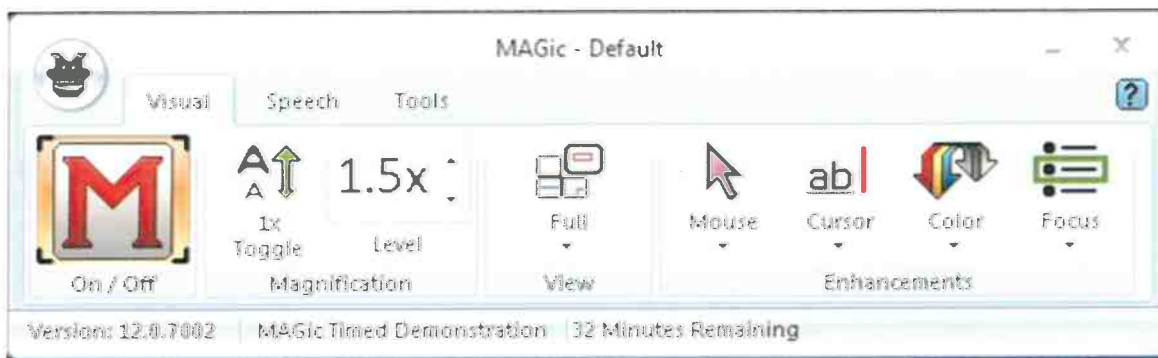 MAGic - Default
Visual Speech Tools
?
M
1.5x
ab
1x
Toggle
Level
Full
Mouse Cursor Color Focus
On / Off Magnification View Enhancements
Version: 12.0.7002 MAGic Timed Demonstration 32 Minutes Remaining